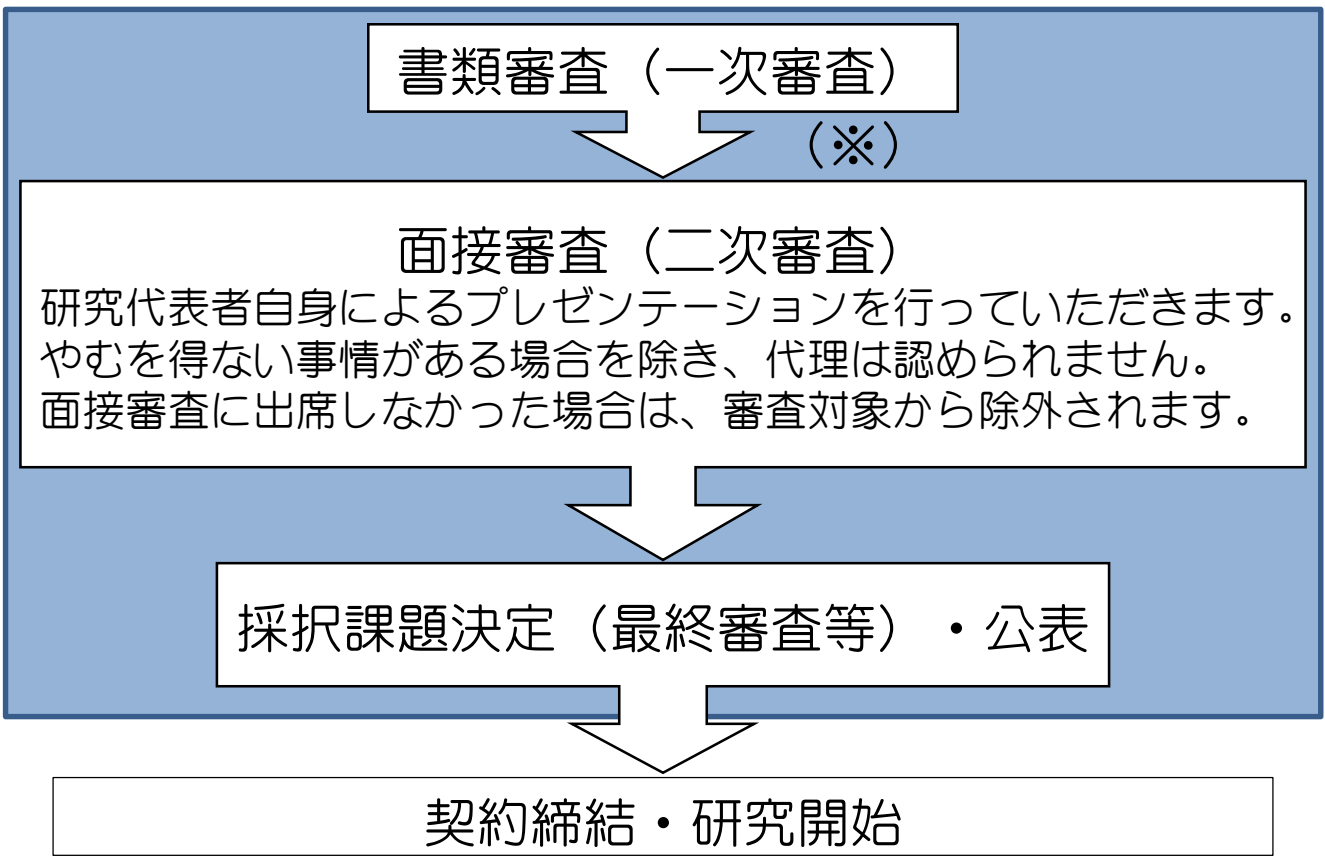 書類審査（一次審査）
（※）
面接審査（二次審査）
研究代表者自身によるプレゼンテーションを行っていただきます。
やむを得ない事情がある場合を除き、代理は認められません。
面接審査に出席しなかった場合は、審査対象から除外されます。
採択課題決定（最終審査等）・公表
契約締結・研究開始